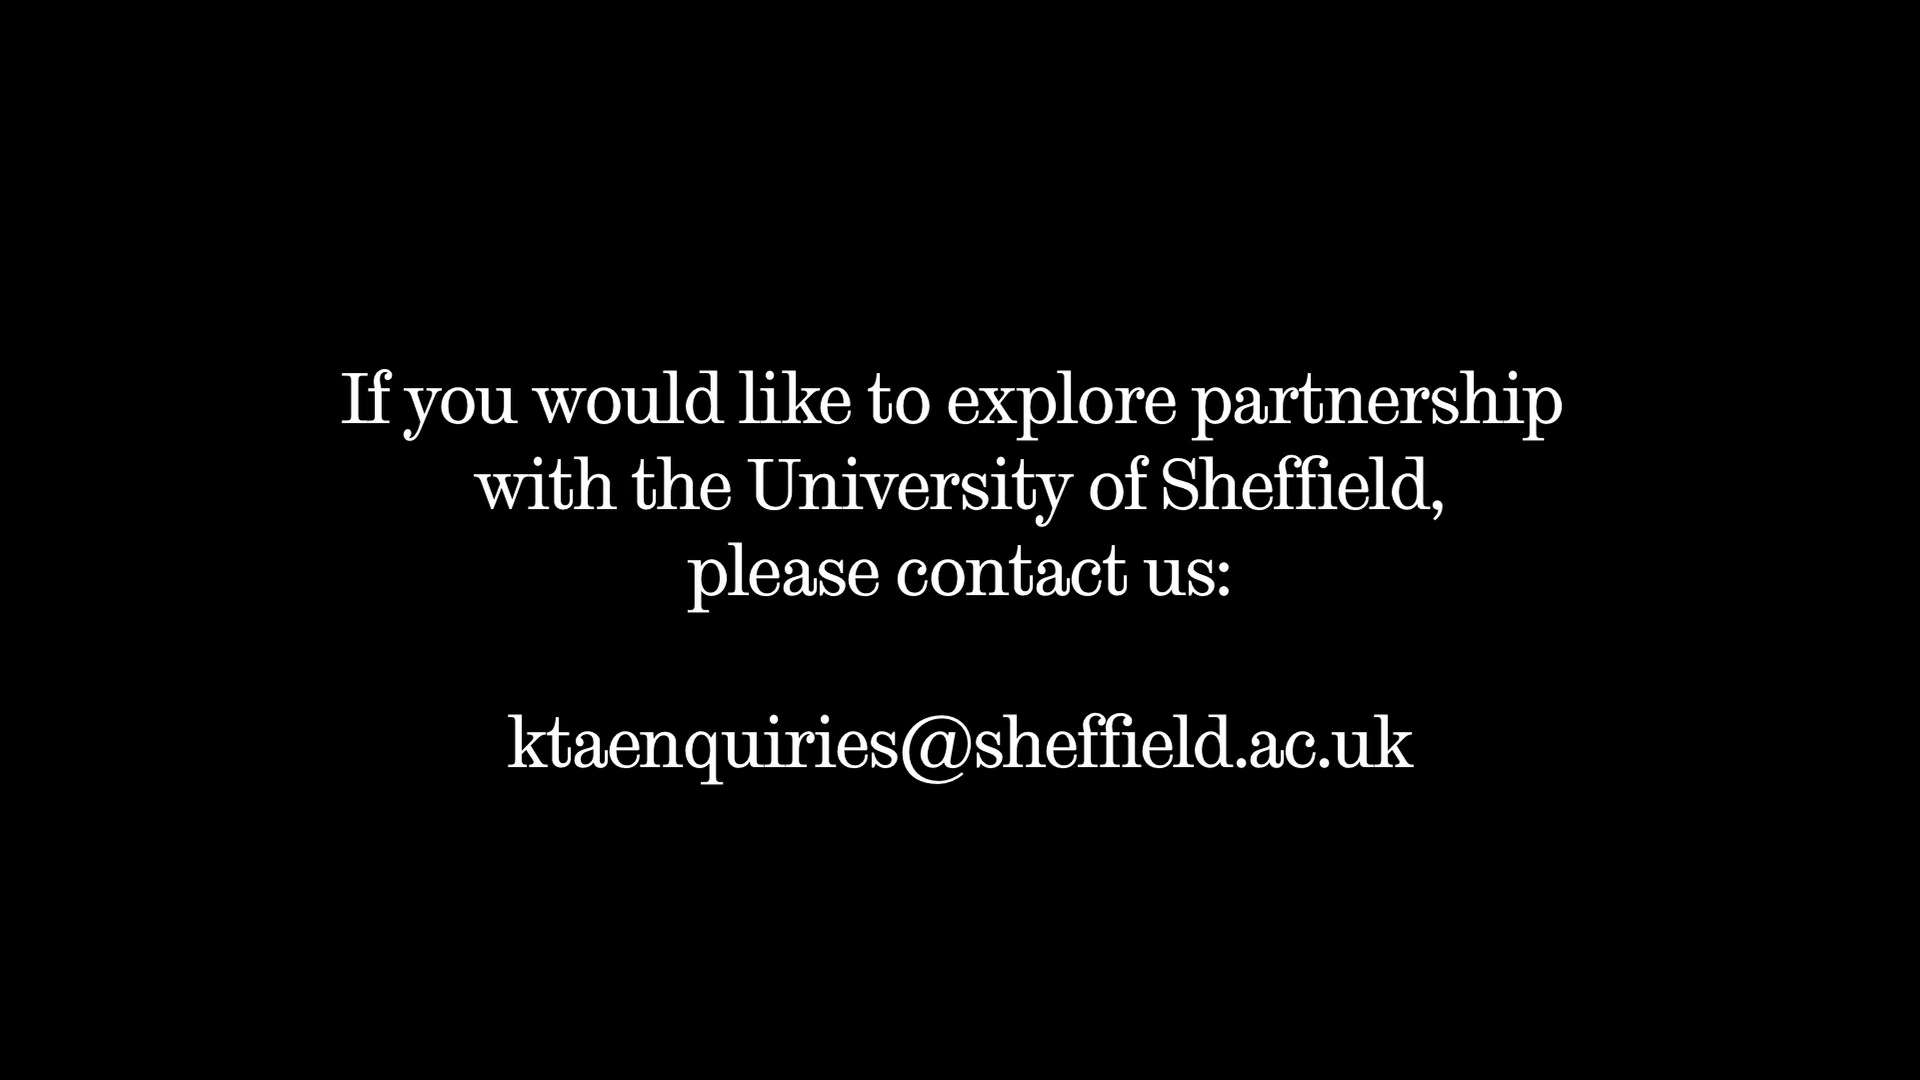 If you would like to explore partnership
with the University of Sheffield,
please contact us:
ktaenquiries@sheffield.ac.uk